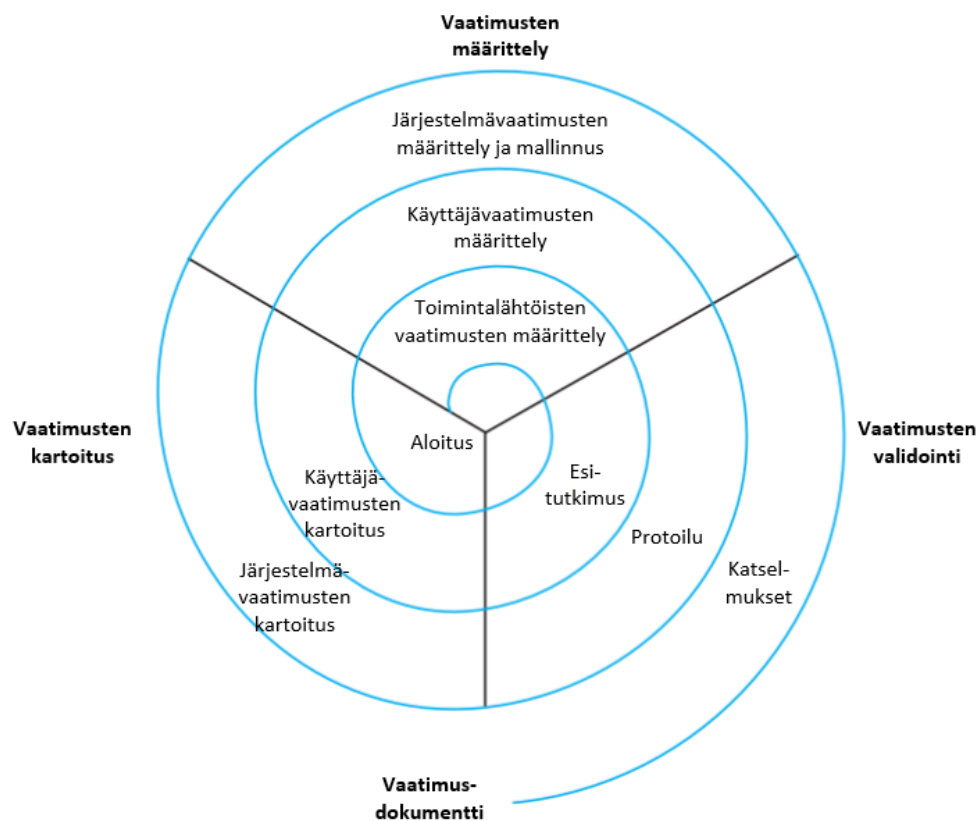 Vaatimusten
määrittely
Järjestelmävaatimusten
määrittely ja mallinnus
Käyttäjävaatimusten
määrittely
Toimintalähtöisten
vaatimusten määrittely
Vaatimusten
kartoitus
Aloitus
Käyttäjä-
vaatimusten
kartoitus
Järjestelmä-
vaatimusten
kartoitus
Esi-
tutkimus
Protoilu
Katsel-
mukset
Vaatimusten
validointi
Vaatimus-
dokumentti